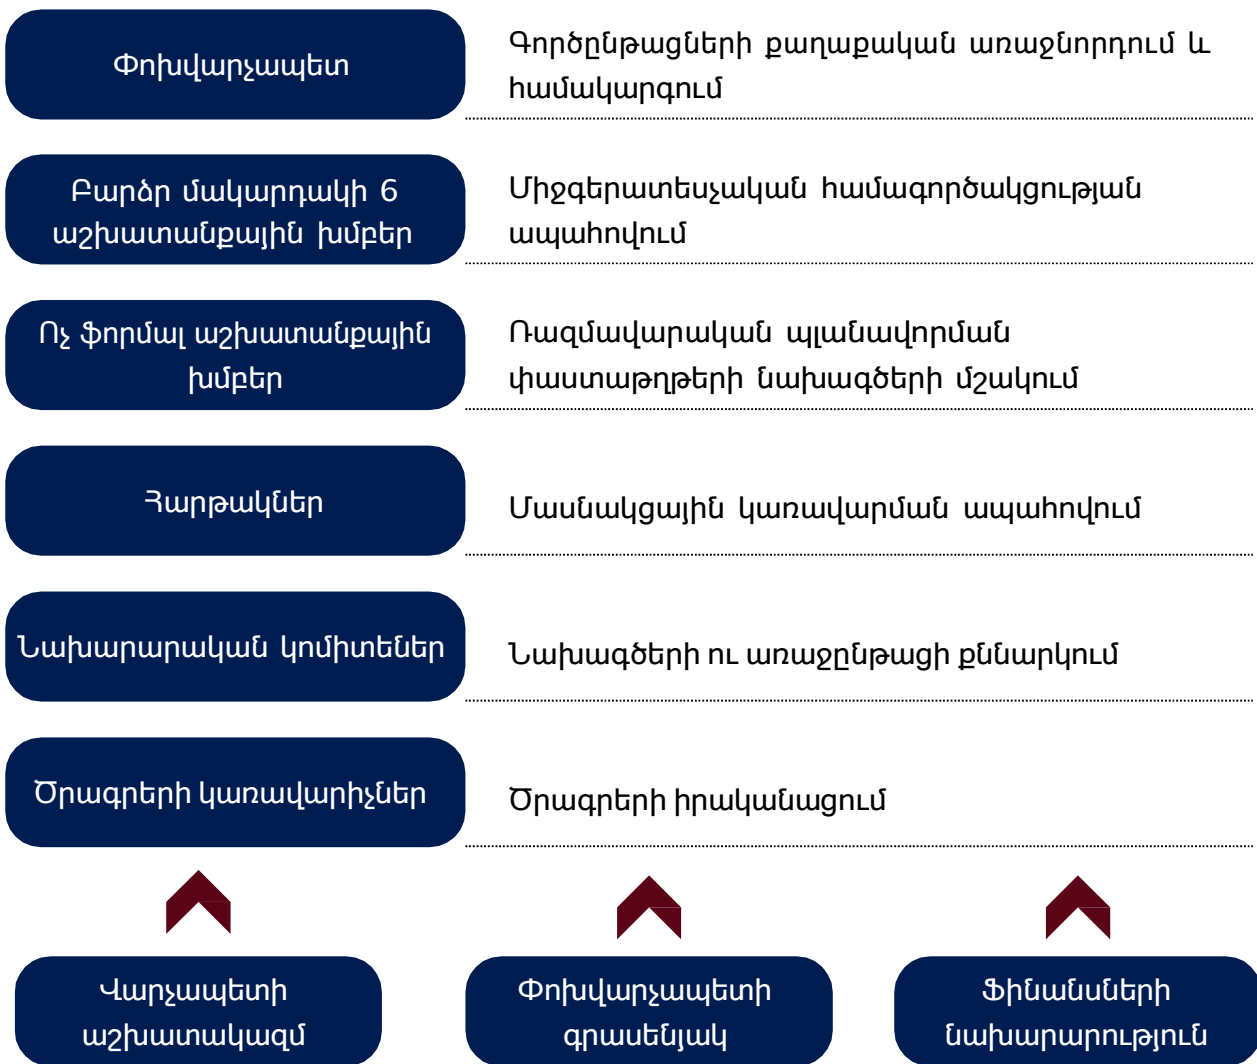 Փոխվարչապետ
Գործընթացների քաղաքական առաջնորդում և
համակարգում
Բարձր մակարդակի 6
աշխատանքային խմբեր
Միջգերատեսչական համագործակցության
ապահովում
Ոչ ֆորմալ աշխատանքային
խմբեր
Ռազմավարական պլանավորման
փաստաթղթերի նախագծերի մշակում
Հարթակներ
Մասնակցային կառավարման ապահովում
Նախարարական կոմիտեներ
Նախագծերի ու առաջընթացի քննարկում
Ծրագրերի կառավարիչներ
Ծրագրերի իրականացում
Վարչապետի
աշխատակազմ
Փոխվարչապետի
գրասենյակ
Ֆինանսների
նախարարություն